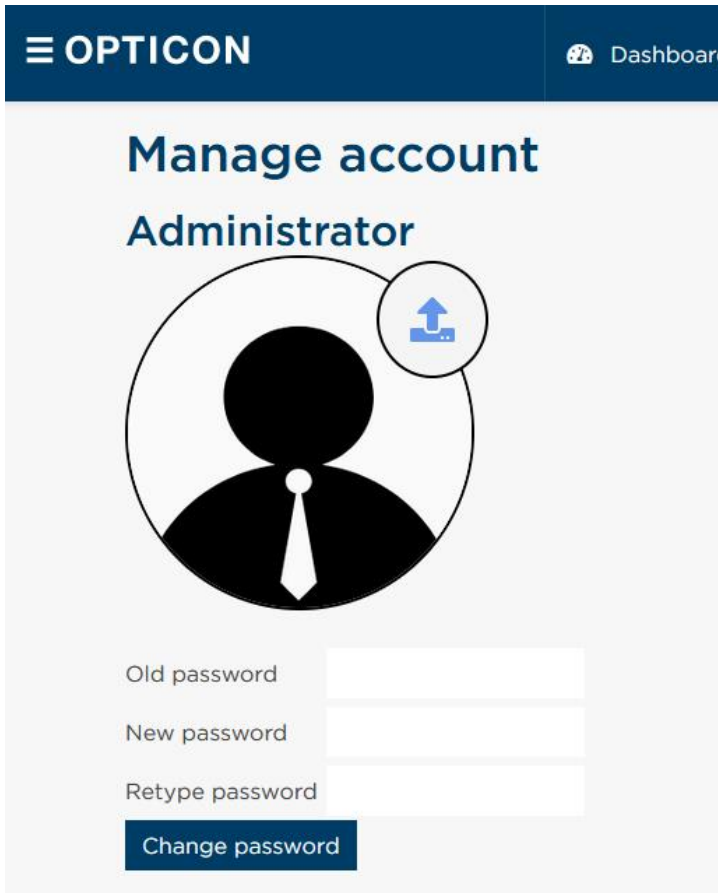 OPTICON
Dashboar
Manage account
Administrator
Old password
New password
Retype password
Change password